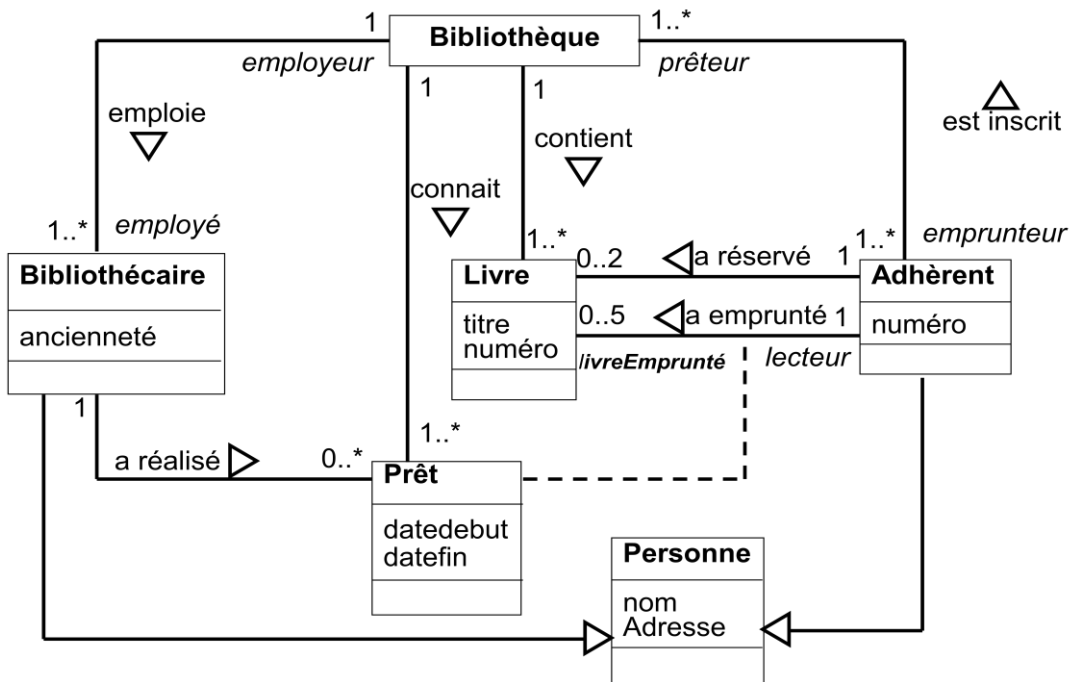 1
Bibliothèque
1..*
employeur
prêteur
1
1
emploie
est inscrit
contient
connait
1..*
employé
1..*
0..2
a réservé
1
1..*
emprunteur
Bibliothécaire
Livre
Adhèrent
ancienneté
titre
numéro
0..5
a emprunté
1
numéro
livreEmprunté
lecteur
1
1..*
a réalisé
0..*
Prêt
datedebut
datefin
Personne
nom
Adresse